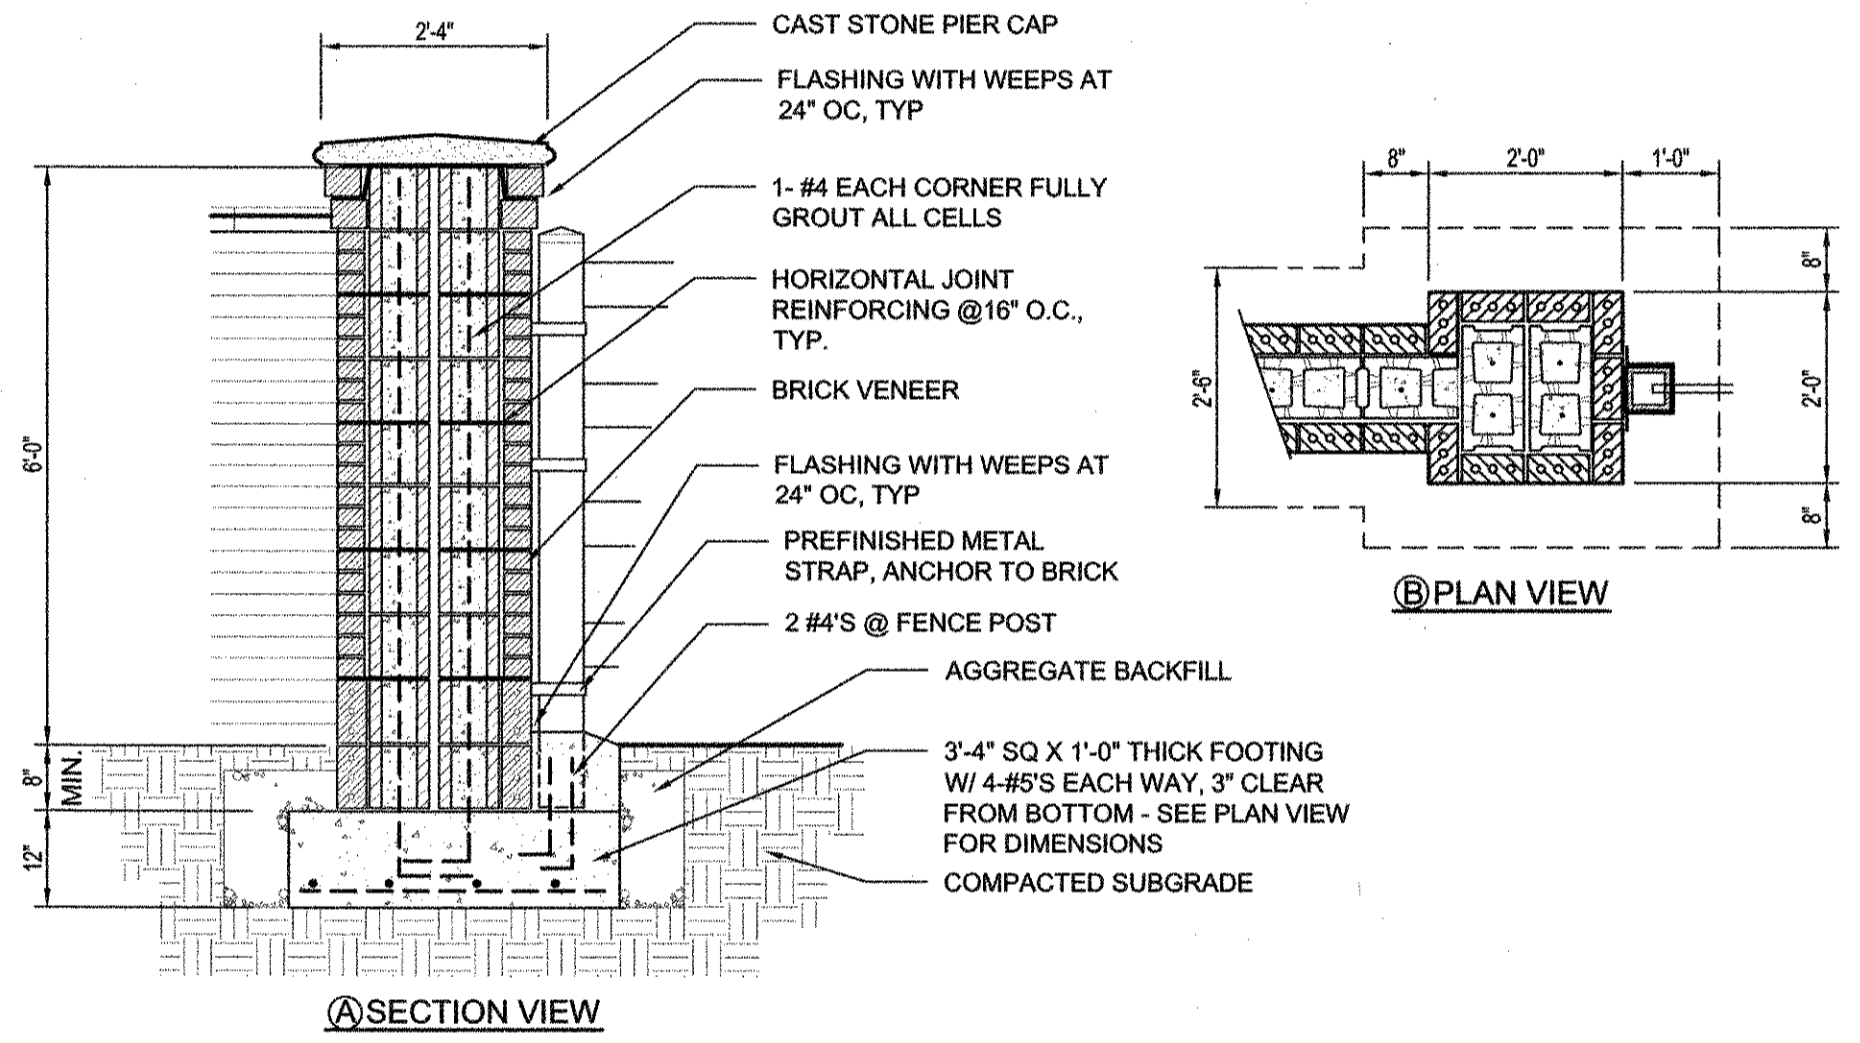 2'-4"
CAST STONE PIER CAP
FLASHING WITH WEEPS AT
24" OC, TYP
1- #4 EACH CORNER FULLY
GROUT ALL CELLS
HORIZONTAL JOINT
REINFORCING @16" O.C.,
TYP.
BRICK VENEER
FLASHING WITH WEEPS AT
24" OC, TYP
PREFINISHED METAL
STRAP, ANCHOR TO BRICK
2 #4'S @ FENCE POST
AGGREGATE BACKFILL
3'-4" SQ X 1'-0" THICK FOOTING
W/ 4-#5'S EACH WAY, 3" CLEAR
FROM BOTTOM - SEE PLAN VIEW
FOR DIMENSIONS
COMPACTED SUBGRADE
6'-0"
8"
MIN.
12"
A SECTION VIEW
8"
2'-0"
1'-0"
8"
2'-6"
2'-0"
8"
B PLAN VIEW